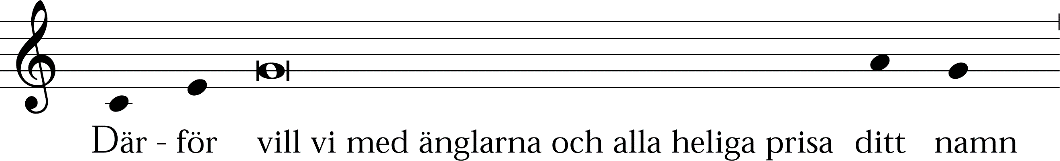 Där - för vill vi med änglarna och alla heliga prisa ditt namn